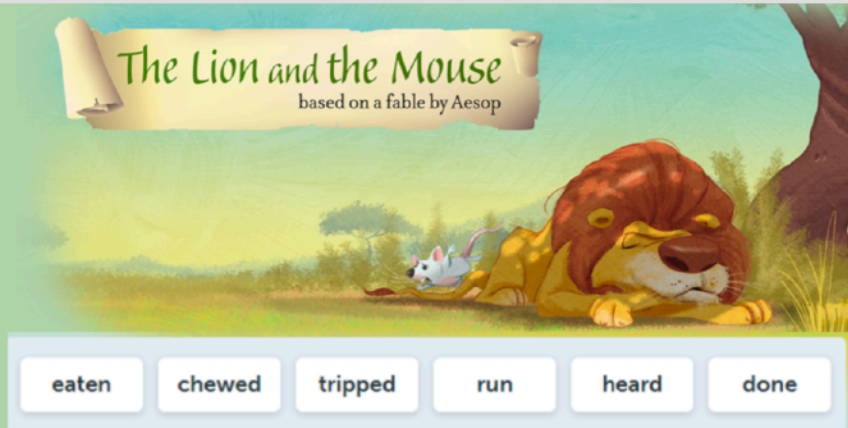 The Lion and the Mouse
based on a fable by Aesop
eaten chewed tripped run heard done